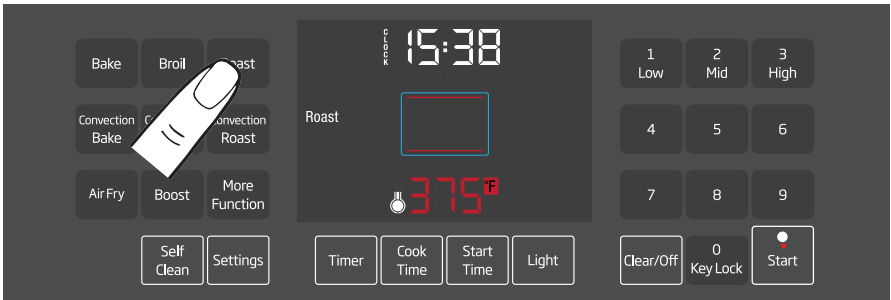 CLOCK 15:38
Bake Broil Roast
Convection Bake
Convection Roast
Air Fry Boost More Function
Self Clean Settings
Roast
375°F
Timer Cook Time Start Time Light
1 Low
2 Mid
3 High
4 5 6
7 8 9
Clear/Off
0 Key Lock
Start